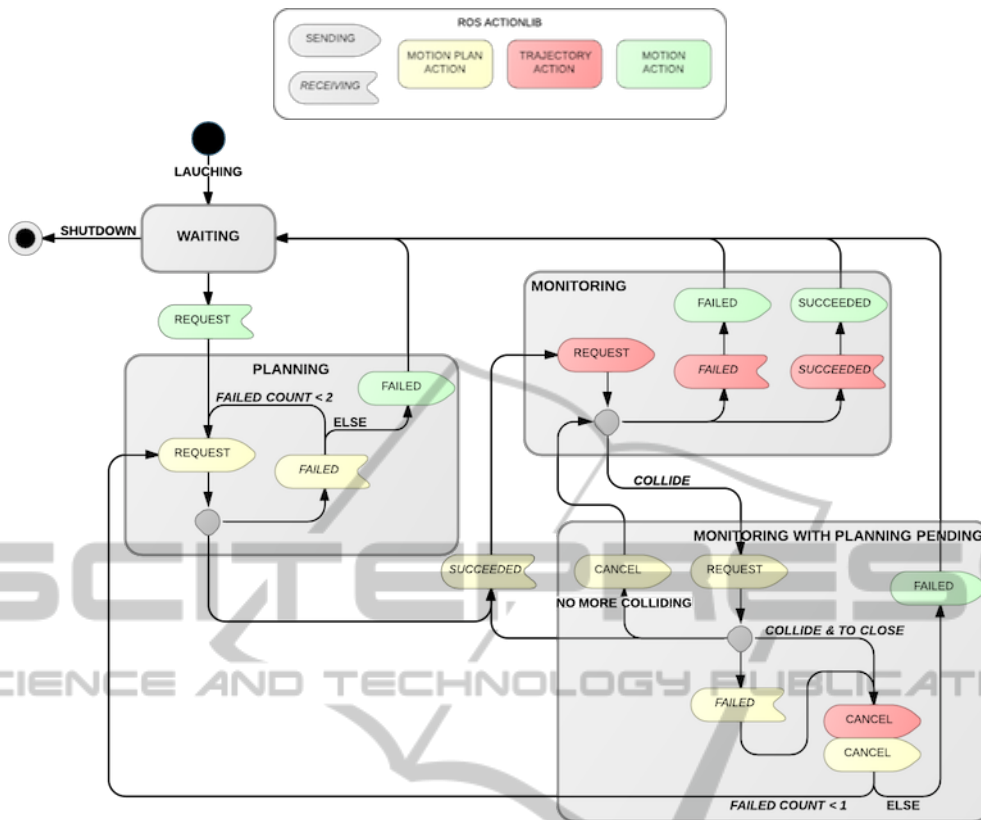 ROS ACTIONLIB
SENDING
RECEIVING
MOTION PLAN
ACTION
TRAJECTORY
ACTION
MOTION
ACTION
LAUCHING
SHUTDOWN
WAITING
REQUEST
PLANNING
FAILED
FAILED COUNT < 2
ELSE
REQUEST
FAILED
MONITORING
FAILED
SUCCEEDED
REQUEST
FAILED
SUCCEEDED
COLLIDE
MONITORING WITH PLANNING PENDING
SUCCEEDED
CANCEL
REQUEST
FAILED
NO MORE COLLIDING
COLLIDE & TO CLOSE
FAILED
CANCEL
CANCEL
FAILED COUNT < 1
ELSE
SCITEPRESS
SCIENCE AND TECHNOLOGY PUBLICATI